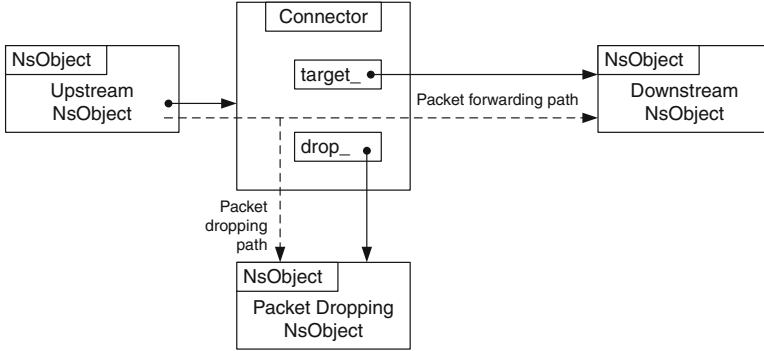 Connector
NsObject
Upstream
NsObject
target_
NsObject
Downstream
NsObject
Packet forwarding path
drop_
Packet
dropping
path
NsObject
Packet Dropping
NsObject